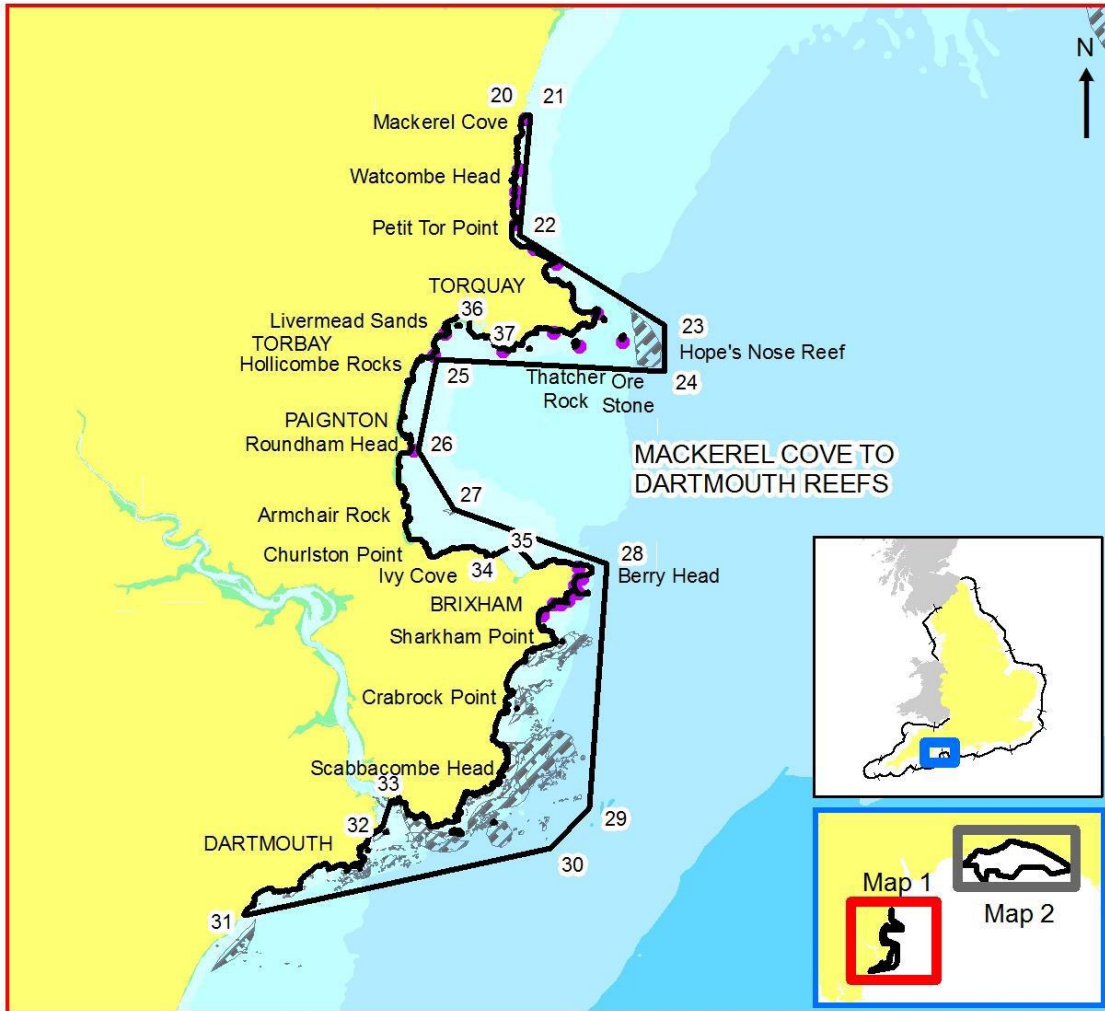 N
20 21
Mackerel Cove
Watcombe Head
Petit Tor Point 22
TORQUAY
36
Livermead Sands
37
TORBAY
23
Hope's Nose Reef
Hollicombe Rocks
25
24
Thatcher
Rock
Ore
Stone
PAIGNTON
Roundham Head 26
MACKEREL COVE TO
DARTMOUTH REEFS
27
Armchair Rock
35
Churlston Point
28
Ivy Cove 34
Berry Head
BRIXHAM
Sharkham Point
Crabrock Point
Scabbacombe Head
33
29
32
DARTMOUTH
30
31
Map 1
Map 2